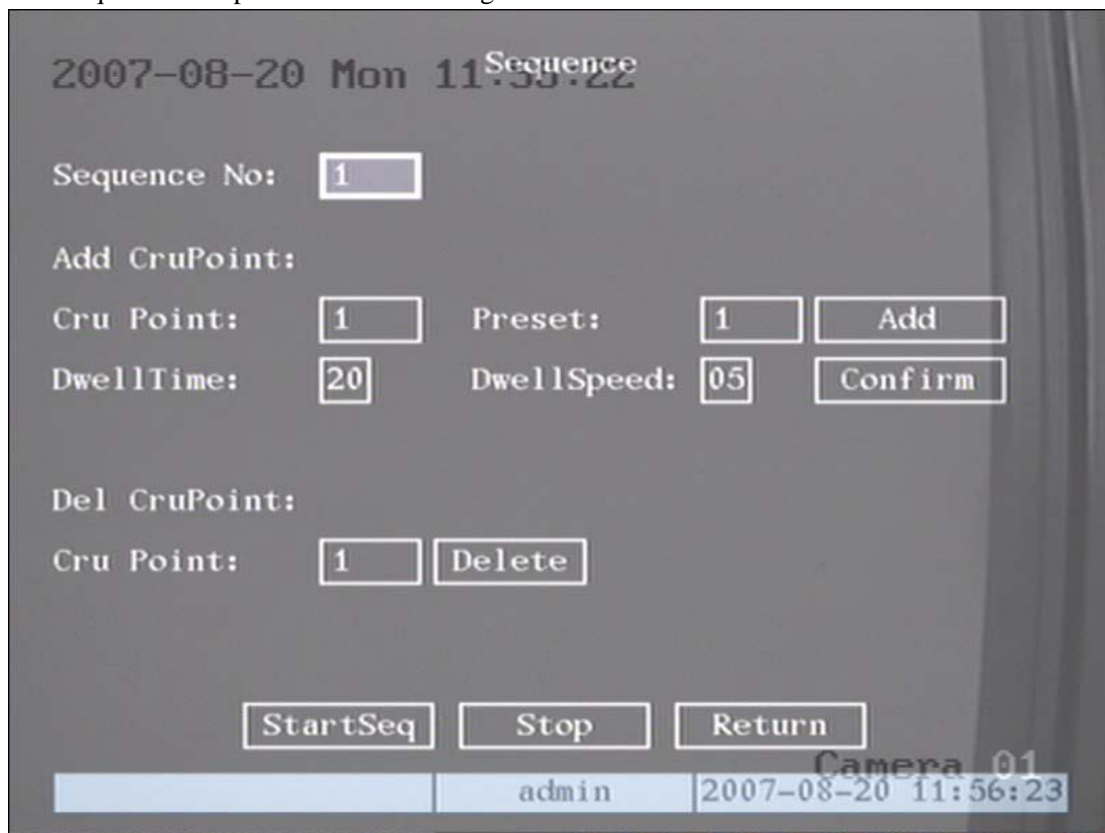 Sequence
2007-08-20 Mon 11
Sequence No: 1
Add CruPoint:
Cru Point: 1 Preset: 1 Add
DwellTime: 20 DwellSpeed: 05 Confirm
Del CruPoint:
Cru Point: 1 Delete
StartSeq Stop Return
Camera 01
admin 2007-08-20 11:56:23